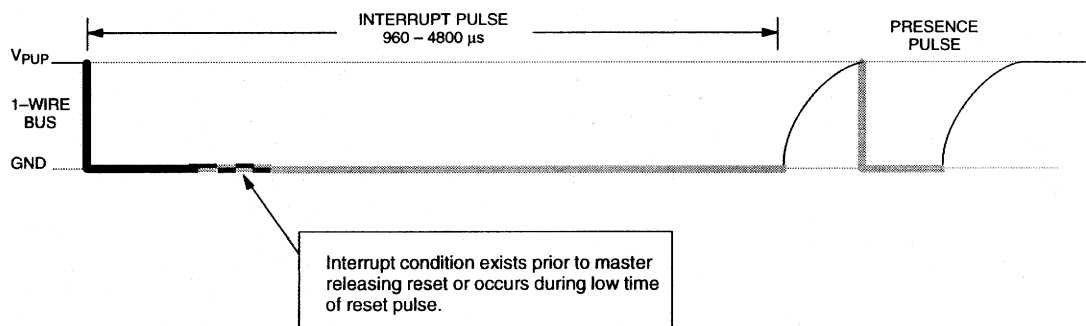 INTERRUPT PULSE
960 – 4800 µs
PRESENCE
PULSE
VPUP
1–WIRE
BUS
GND
Interrupt condition exists prior to master
releasing reset or occurs during low time
of reset pulse.